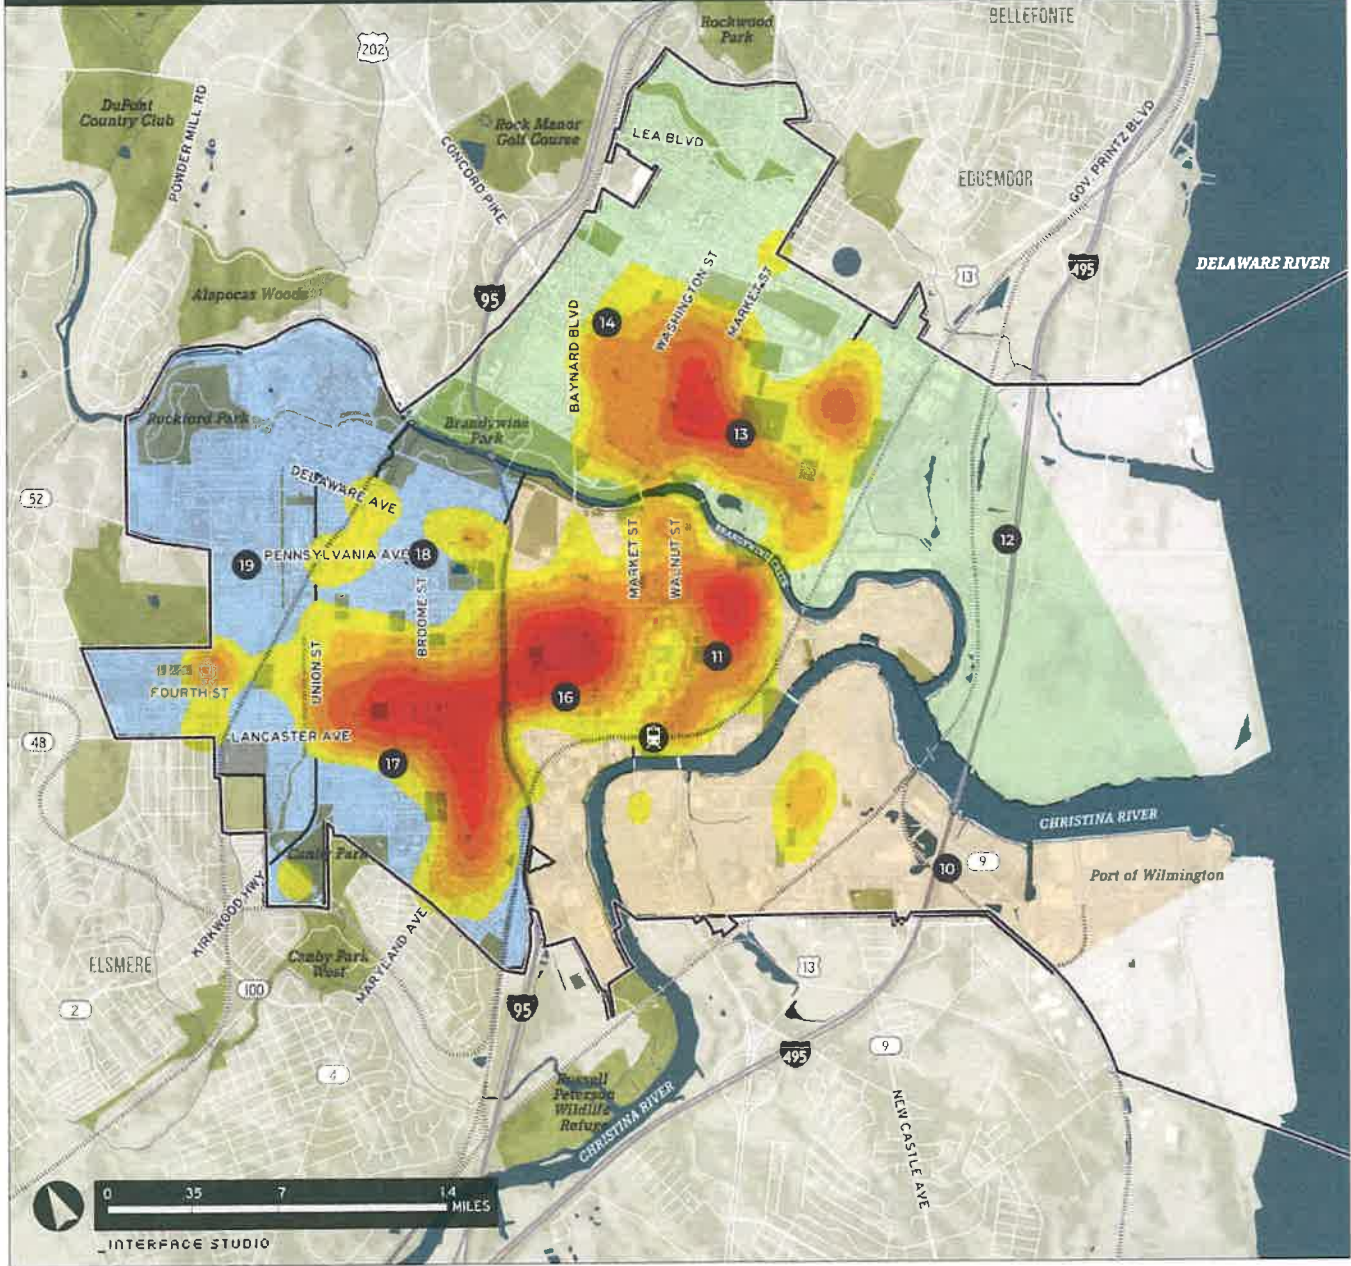 BELLEFONTE
Rockwood
Park
202
DuPont
Country Club
POWDER MILL RD
Rock Manor
Golf Course
CONCORD PIKE
LEA BLVD
EDGEMOOR
GOV. PRINTZ BLVD
DELAWARE RIVER
13
495
Alapocas Woods
95
WASHINGTON ST
MARKET ST
BAYNARD BLVD
14
Rockford Park
Brandywine
Park
13
DELAWARE AVE
52
12
PENNSYLVANIA AVE
19
18
MARKET ST
WALNUT ST
BRANDYWINE CREEK
BROOME ST
UNION ST
11
FOURTH ST
16
48
LANCASTER AVE
17
CHRISTINA RIVER
Canby Park
10
9
Port of Wilmington
KIRKWOOD HWY
MARYLAND AVE
ELSMERE
Canby Park
West
13
100
2
95
495
9
4
Russell
Peterson
Wildlife
Refuge
CHRISTINA RIVER
NEW CASTLE AVE
0 35 7 1.4
MILES
INTERFACE STUDIO